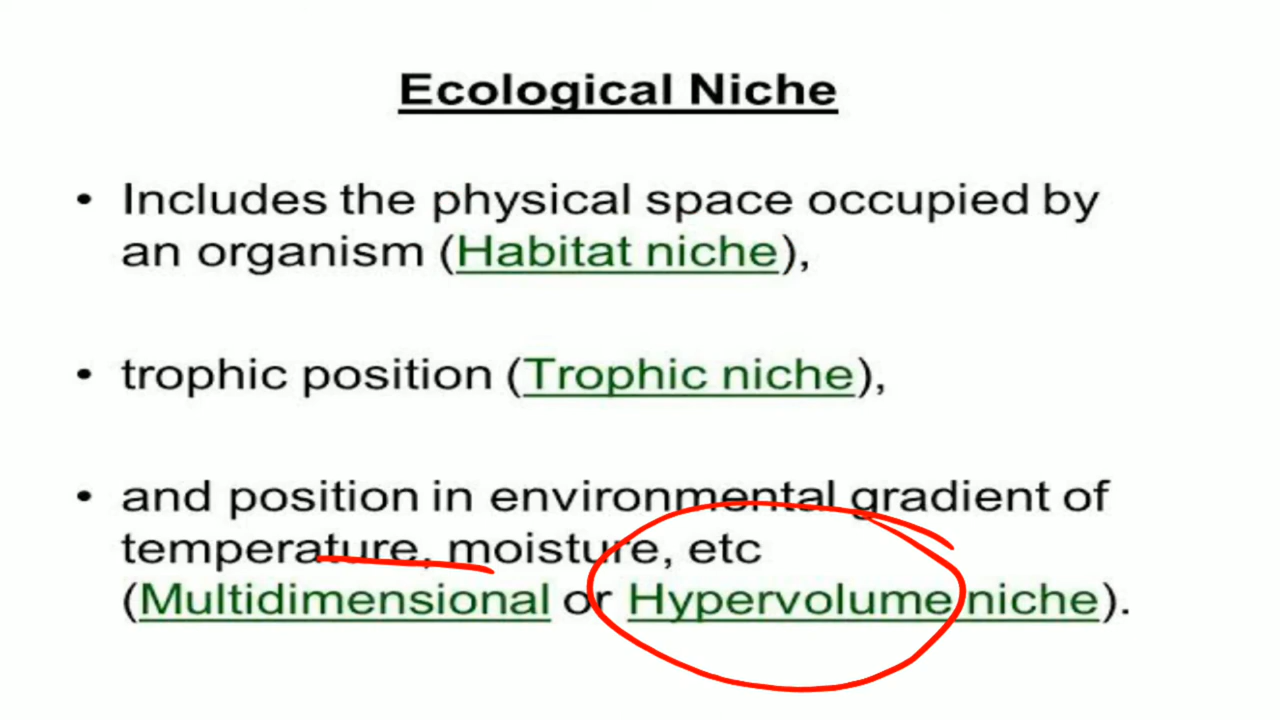 Ecological Niche
• Includes the physical space occupied by
an organism (Habitat niche),
• trophic position (Trophic niche),
• and position in environmental gradient of
temperature, moisture, etc
(Multidimensional or Hypervolume niche).